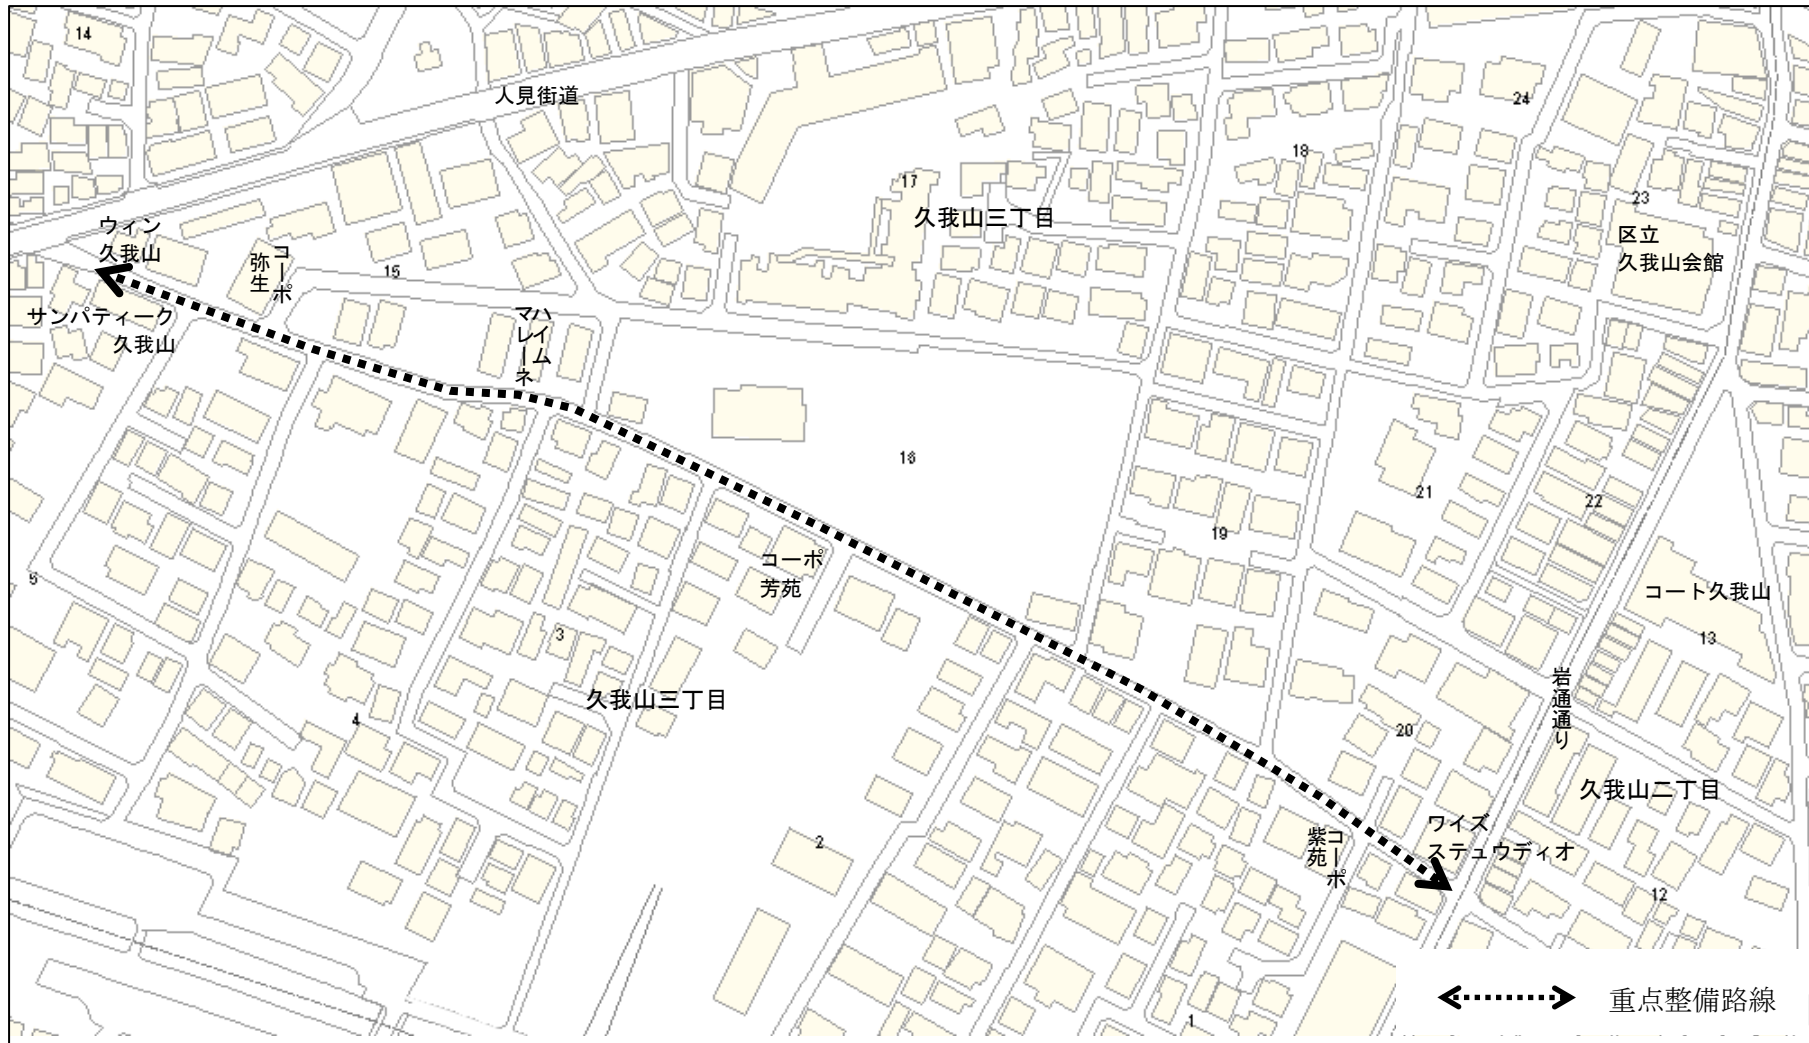 14
人見街道
24
18
17
久我山三丁目
23
区立
久我山会館
ウィン
久我山
コーポ
弥生
15
サンパティーク
久我山
ハイム
マレーネ
16
21
22
19
コーポ
芳苑
5
コート久我山
13
3
久我山三丁目
4
岩通通り
20
久我山二丁目
ワイズ
ステュウディオ
コーポ
紫苑
2
12
1
重点整備路線